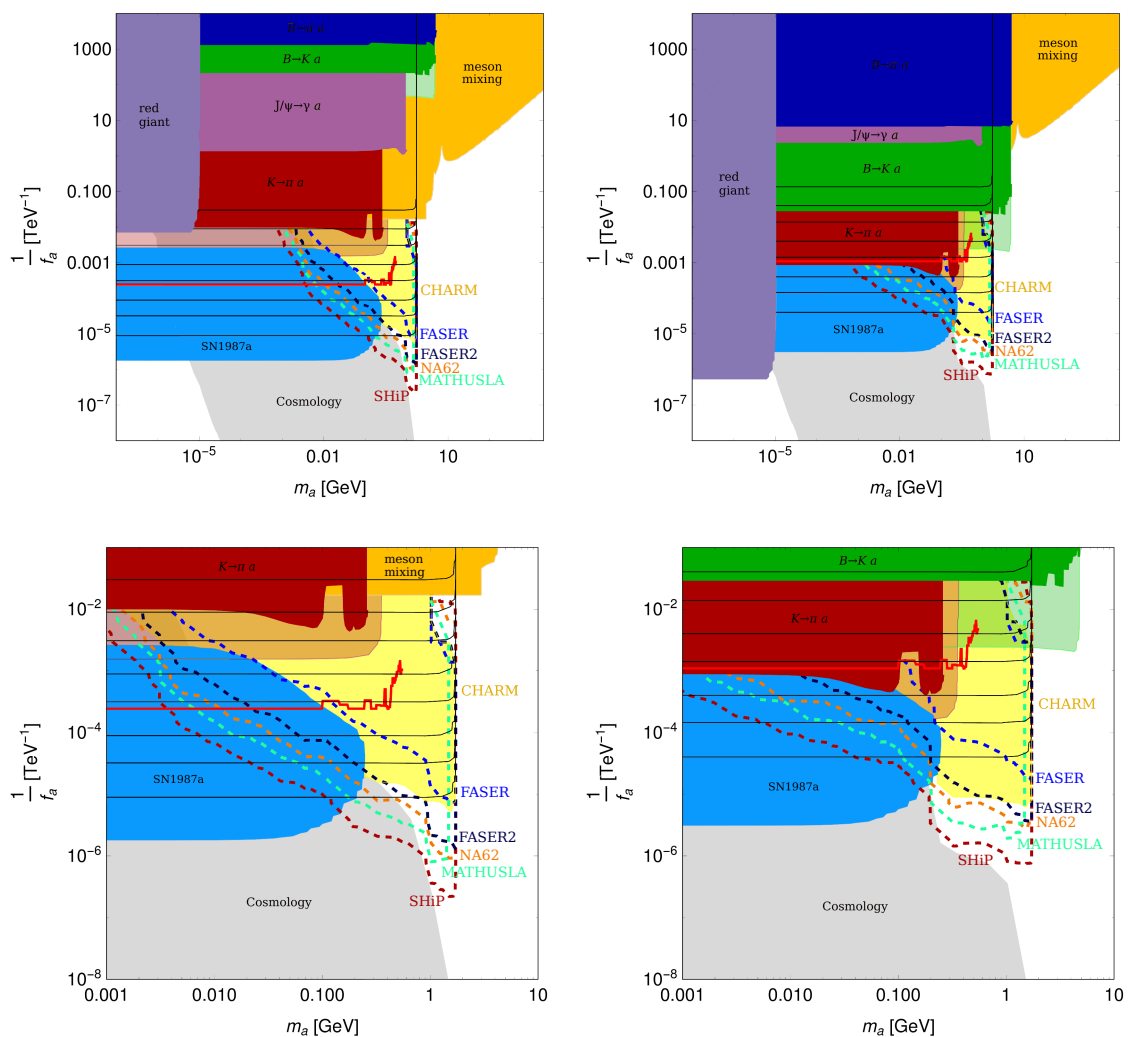 1000
10
0.100
0.001
10^{-5}
10^{-7}
\frac{1}{f_a} [TeV^{-1}]
B→K a
meson
mixing
red
giant
J/ψ→γ a
K→π a
CHARM
FASER
SN1987a
FASER2
NA62
MATHUSLA
SHiP
Cosmology
10^{-5}
0.01
10
m_a [GeV]
1000
10
0.100
0.001
10^{-5}
10^{-7}
\frac{1}{f_a} [TeV^{-1}]
meson
mixing
J/ψ→γ a
B→K a
red
giant
K→π a
CHARM
FASER
SN1987a
FASER2
NA62
MATHUSLA
SHiP
Cosmology
10^{-5}
0.01
10
m_a [GeV]
10^{-2}
10^{-4}
10^{-6}
10^{-8}
\frac{1}{f_a} [TeV^{-1}]
K→π a
meson
mixing
CHARM
SN1987a
FASER
FASER2
NA62
MATHUSLA
SHiP
Cosmology
0.001
0.010
0.100
1
10
m_a [GeV]
10^{-2}
10^{-4}
10^{-6}
10^{-8}
\frac{1}{f_a} [TeV^{-1}]
B→K a
K→π a
CHARM
FASER
SN1987a
FASER2
NA62
MATHUSLA
SHiP
Cosmology
0.001
0.010
0.100
1
10
m_a [GeV]